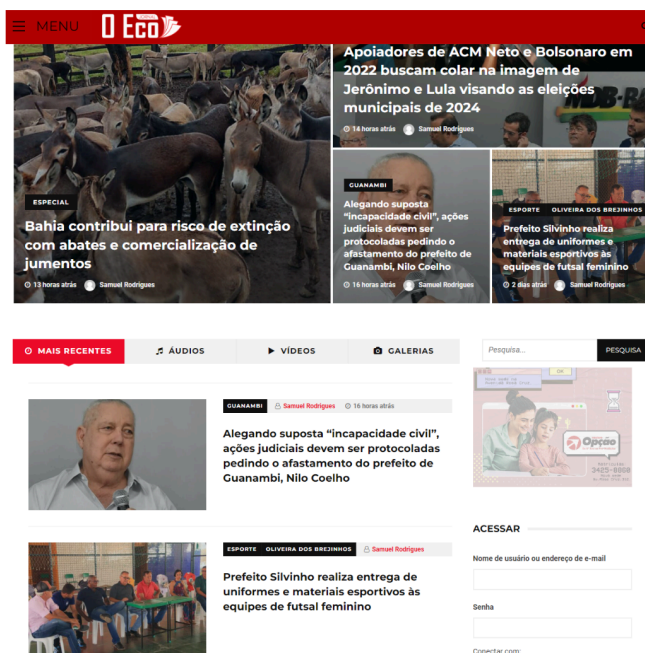 MENU
JORNAL
O Eco
Apoiadores de ACM Neto e Bolsonaro em
2022 buscam colar na imagem de
Jerônimo e Lula visando as eleições
municipais de 2024
14 horas atrás Samuel Rodrigues
MDB-BA
ESPECIAL
Bahia contribui para risco de extinção
com abates e comercialização de
jumentos
13 horas atrás Samuel Rodrigues
GUANAMBI
Alegando suposta
“incapacidade civil”, ações
judiciais devem ser
protocoladas pedindo o
afastamento do prefeito de
Guanambi, Nilo Coelho
16 horas atrás Samuel Rodrigues
ESPORTE OLIVEIRA DOS BREJINHOS
Prefeito Silvinho realiza
entrega de uniformes e
materiais esportivos às
equipes de futsal feminino
2 dias atrás Samuel Rodrigues
MAIS RECENTES ÁUDIOS VÍDEOS GALERIAS
Pesquisa... PESQUISA
GUANAMBI Samuel Rodrigues 16 horas atrás
Alegando suposta “incapacidade civil”,
ações judiciais devem ser protocoladas
pedindo o afastamento do prefeito de
Guanambi, Nilo Coelho
Opção
3425-8808
ACESSAR
Nome de usuário ou endereço de e-mail
Senha
Conectar com:
ESPORTE OLIVEIRA DOS BREJINHOS Samuel Rodrigues
Prefeito Silvinho realiza entrega de
uniformes e materiais esportivos às
equipes de futsal feminino